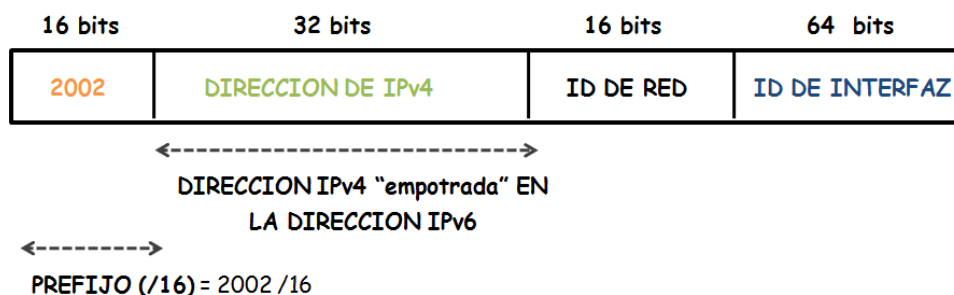 16 bits 32 bits 16 bits 64 bits
2002 DIRECCION DE IPv4 ID DE RED ID DE INTERFAZ
DIRECCION IPv4 “empotrada” EN
LA DIRECCION IPv6
PREFIJO (/16) = 2002 /16